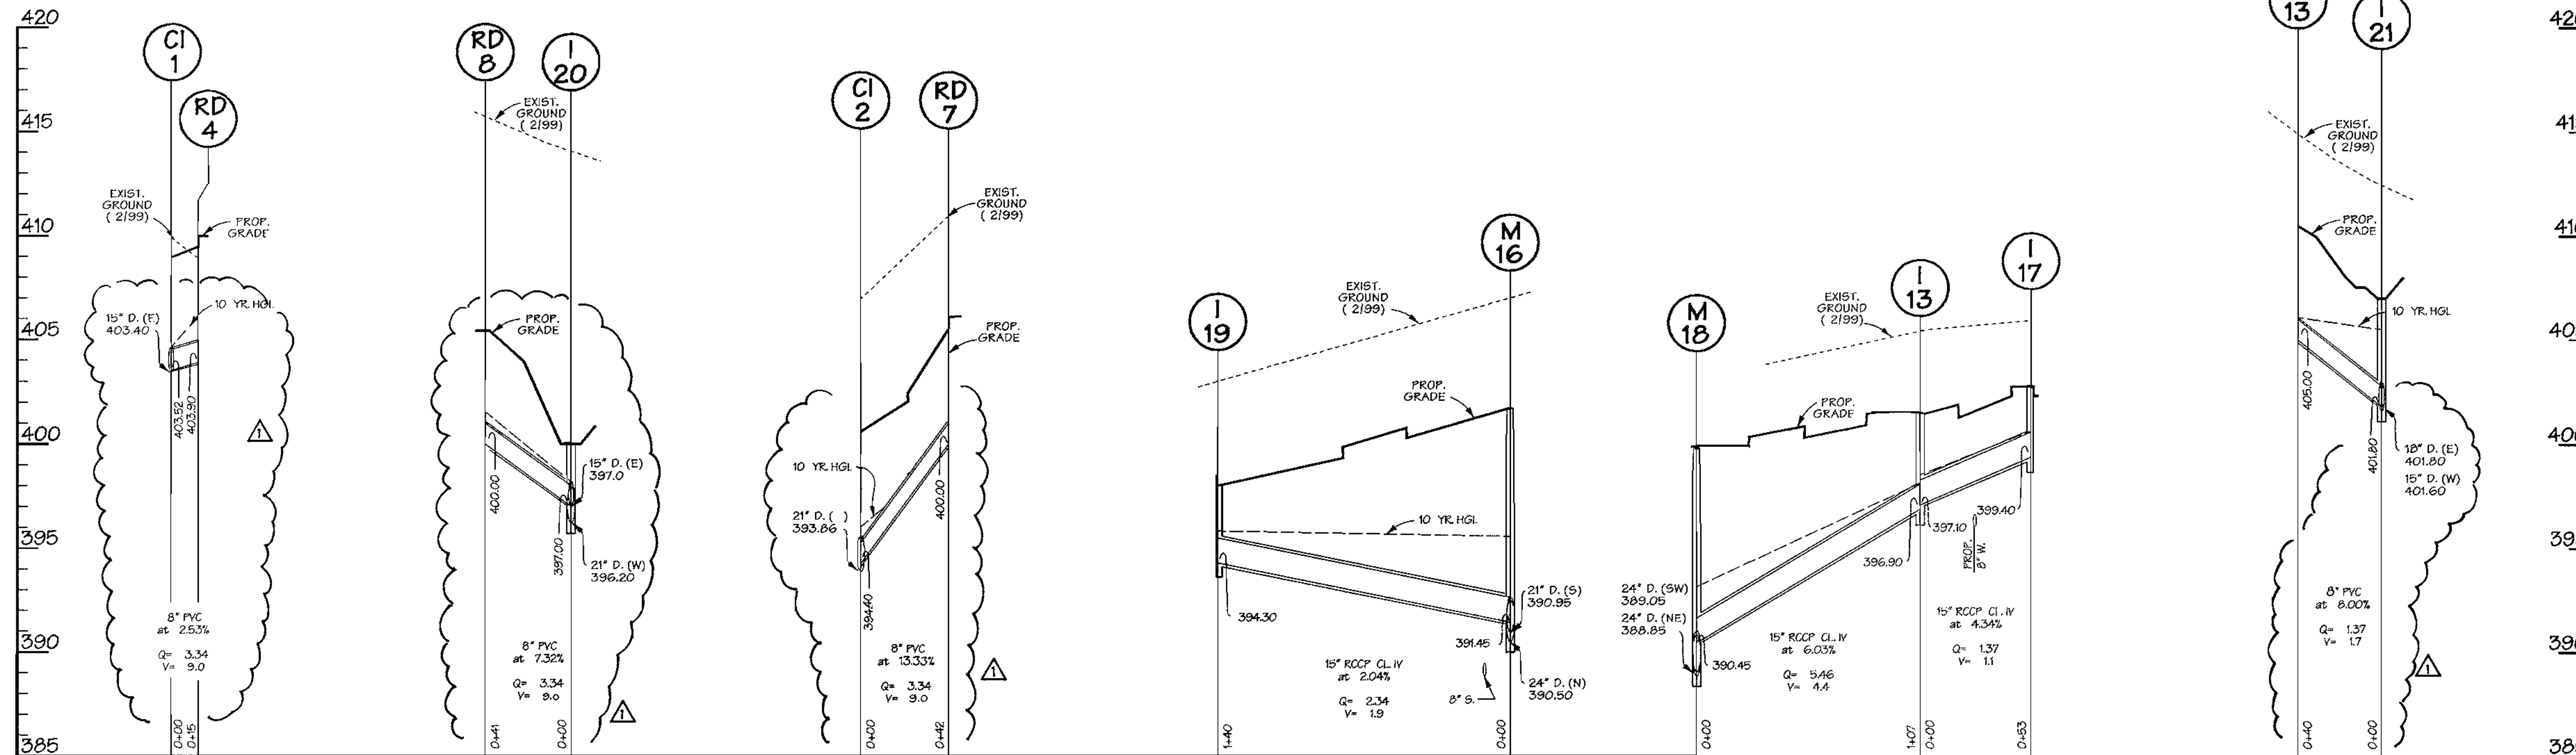 420
415
410
405
400
395
390
385
CI
1
RD
4
EXIST.
GROUND
( 2/99)
PROP.
GRADE
10 YR. HGL
15" D. (E)
403.40
403.52
403.90
1
8" PVC
at 2.53%
Q= 3.34
V= 9.0
0+00
0+15
RD
8
I
20
EXIST.
GROUND
( 2/99)
PROP.
GRADE
400.00
15" D. (E)
397.0
397.00
21" D. (W)
396.20
8" PVC
at 7.32%
Q= 3.34
V= 9.0
1
0+41
0+00
CI
2
RD
7
EXIST.
GROUND
( 2/99)
PROP.
GRADE
10 YR. HGL
21" D. ( )
393.86
394.40
400.00
8" PVC
at 13.33%
Q= 3.34
V= 9.0
1
0+00
0+42
I
19
M
16
EXIST.
GROUND
( 2/99)
PROP.
GRADE
10 YR. HGL
394.30
391.45
21" D. (S)
390.95
24" D. (N)
390.50
8" S.
15" RCCP CL. IV
at 2.04%
Q= 2.34
V= 1.9
1+40
0+00
M
18
I
13
I
17
EXIST.
GROUND
( 2/99)
PROP.
GRADE
24" D. (SW)
389.05
24" D. (NE)
388.85
390.45
396.90
397.10
399.40
PROP.
8" W.
15" RCCP CL. IV
at 6.03%
Q= 5.46
V= 4.4
15" RCCP CL. IV
at 4.34%
Q= 1.37
V= 1.1
0+00
1+07
0+00
0+53
13
I
21
EXIST.
GROUND
( 2/99)
PROP.
GRADE
10 YR. HGL
405.00
401.80
18" D. (E)
401.80
15" D. (W)
401.60
8" PVC
at 8.00%
Q= 1.37
V= 1.7
1
0+40
0+00